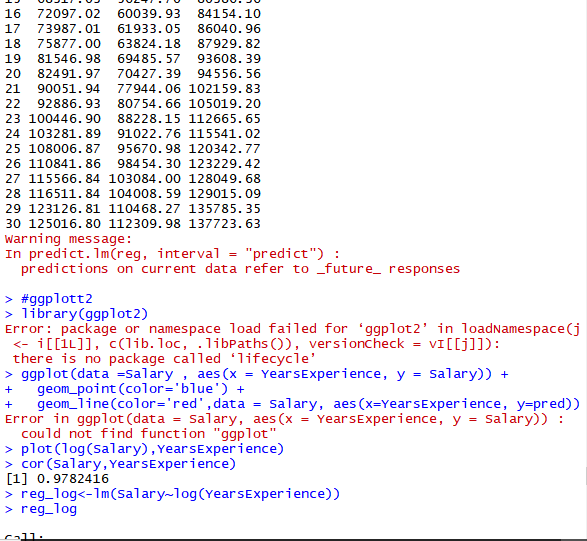 16 72097.02 60039.93 84154.10
17 73987.01 61933.05 86040.96
18 75877.00 63824.18 87929.82
19 81546.98 69485.57 93608.39
20 82491.97 70427.39 94556.56
21 90051.94 77944.06 102159.83
22 92886.93 80754.66 105019.20
23 100446.90 88228.15 112665.65
24 103281.89 91022.76 115541.02
25 108006.87 95670.98 120342.77
26 110841.86 98454.30 123229.42
27 115566.84 103084.00 128049.68
28 116511.84 104008.59 129015.09
29 123126.81 110468.27 135785.35
30 125016.80 112309.98 137723.63
Warning message:
In predict.lm(reg, interval = "predict") :
predictions on current data refer to _future_ responses
> #ggplott2
> library(ggplot2)
Error: package or namespace load failed for ‘ggplot2’ in loadNamespace(j
<- i[[1L]], c(lib.loc, .libPaths()), versionCheck = vI[[j]]):
there is no package called ‘lifecycle’
> ggplot(data =Salary , aes(x = YearsExperience, y = Salary)) +
+ geom_point(color='blue') +
+ geom_line(color='red',data = Salary, aes(x=YearsExperience, y=pred))
Error in ggplot(data = Salary, aes(x = YearsExperience, y = Salary)) :
could not find function "ggplot"
> plot(log(Salary),YearsExperience)
> cor(Salary,YearsExperience)
[1] 0.9782416
> reg_log<-lm(Salary~log(YearsExperience))
> reg_log
Call: